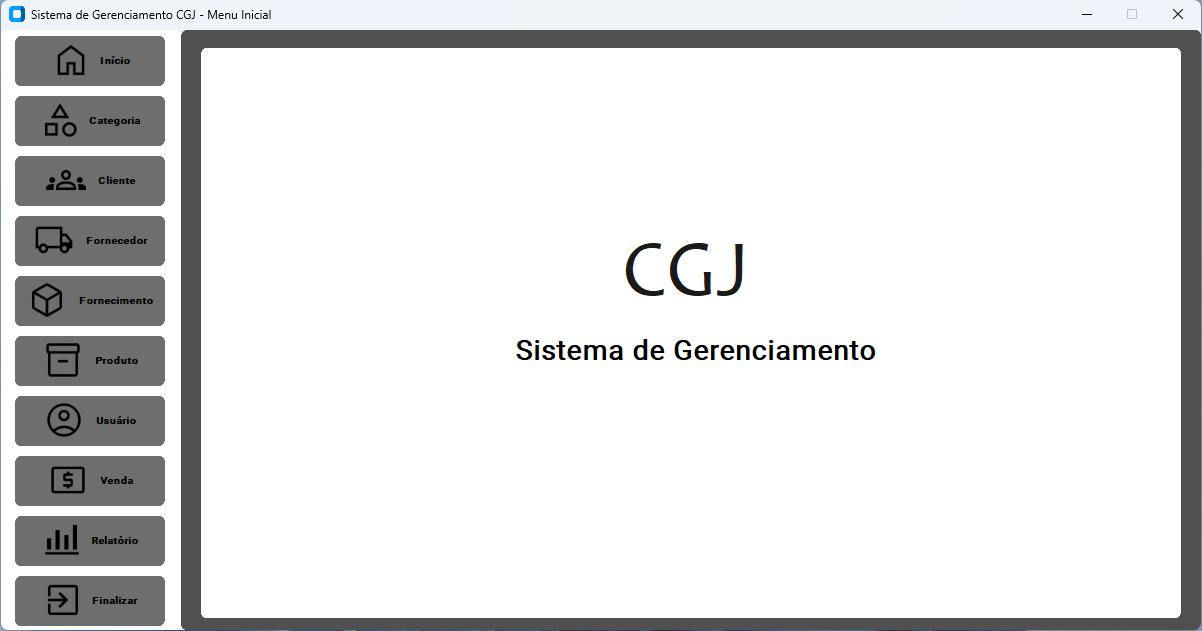 Sistema de Gerenciamento CGJ - Menu Inicial
Início
Categoria
Cliente
Fornecedor
Fornecimento
Produto
Usuário
Venda
Relatório
Finalizar
CGJ
Sistema de Gerenciamento